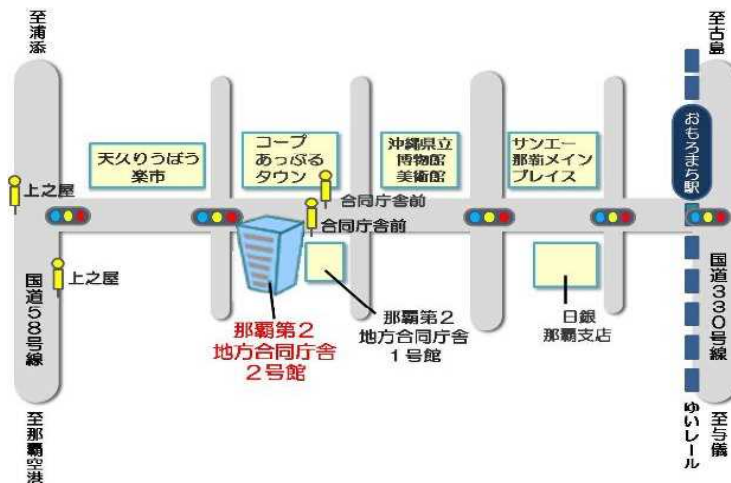 至浦添
至古島
おもろまち駅
天久りうぼう
楽市
コープ
あっぷる
タウン
沖縄県立
博物館
美術館
サンエー
那新メイン
プレイス
上之屋
合同庁舎前
合同庁舎前
上之屋
国道58号線
国道330号線
那覇第2
地方合同庁舎
2号館
那覇第2
地方合同庁舎
1号館
日銀
那覇支店
至那覇空港
ゆいレール
至与儀